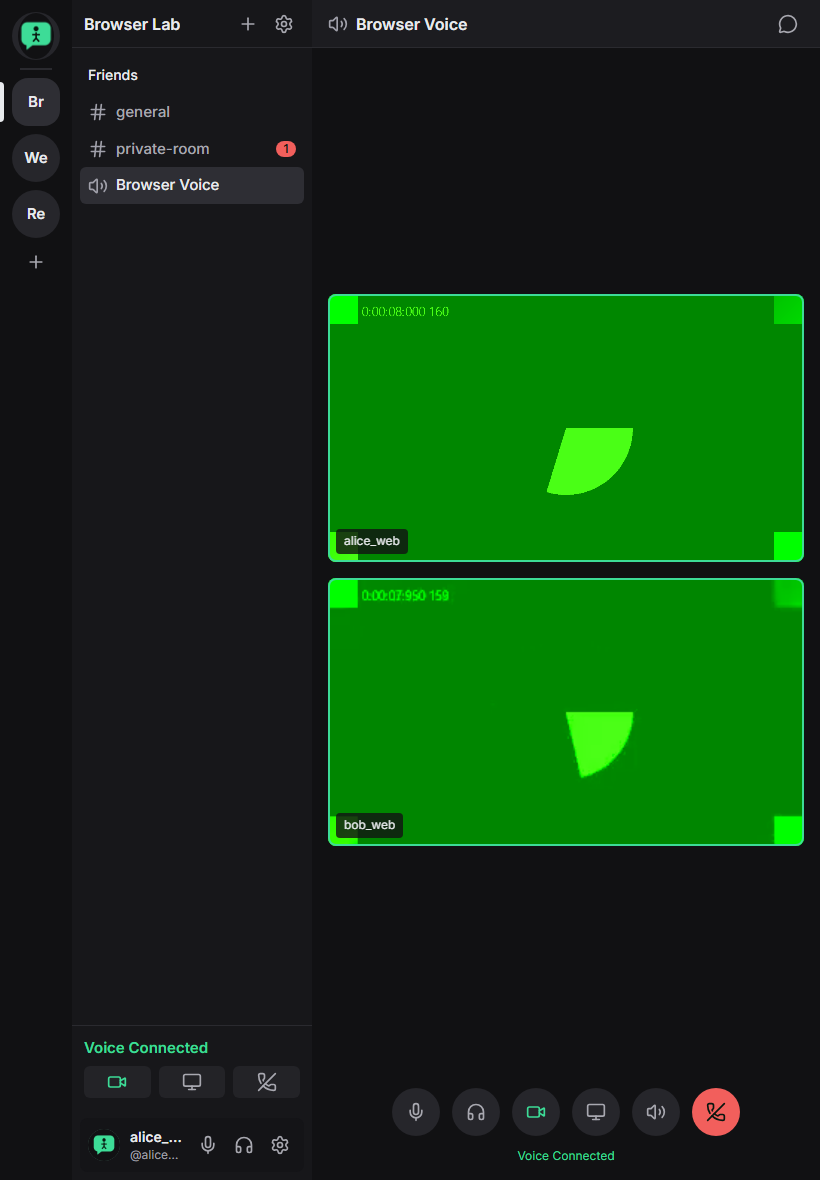 Browser Lab
Browser Voice
Br
We
Re
Friends
general
private-room
1
Browser Voice
0:00:08:000 160
alice_web
0:00:07:950 159
bob_web
Voice Connected
alice_...
@alice...
Voice Connected